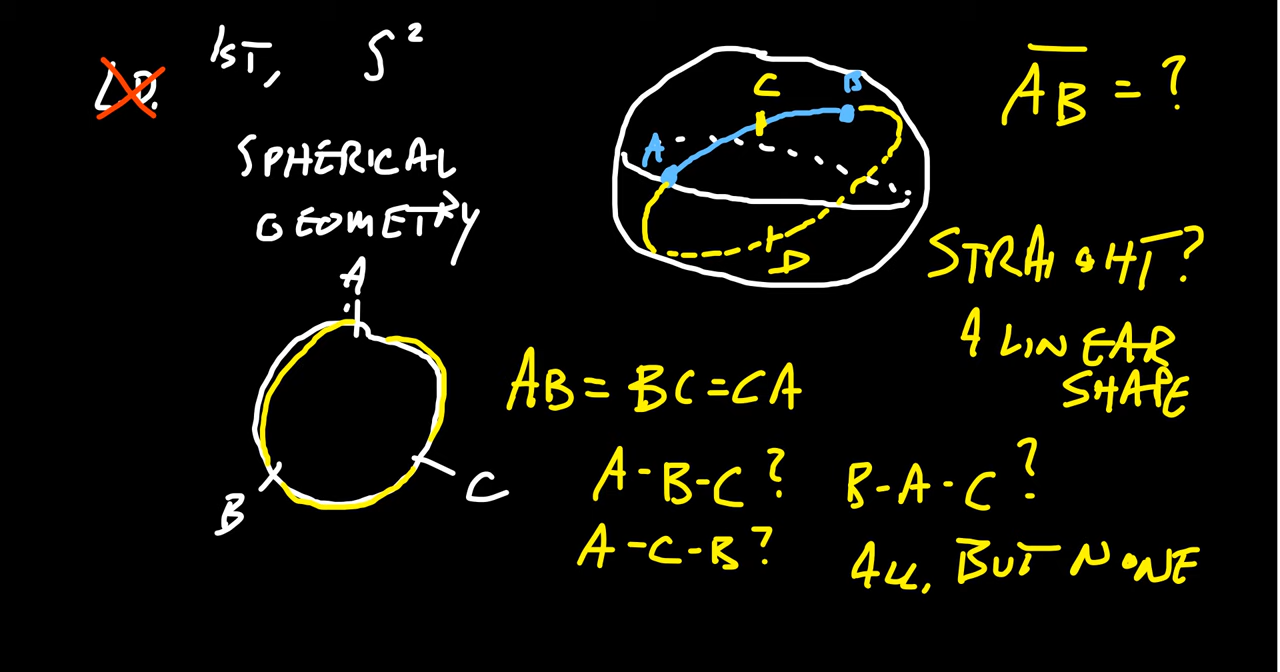 L.D.
1ST, S²
SPHERICAL
GEOMETRY
A
B
C
A
C
B
D
AB = ?
STRAIGHT?
A LINEAR
SHAPE
AB = BC = CA
A-B-C? B-A-C?
A-C-B?
ALL, BUT NONE